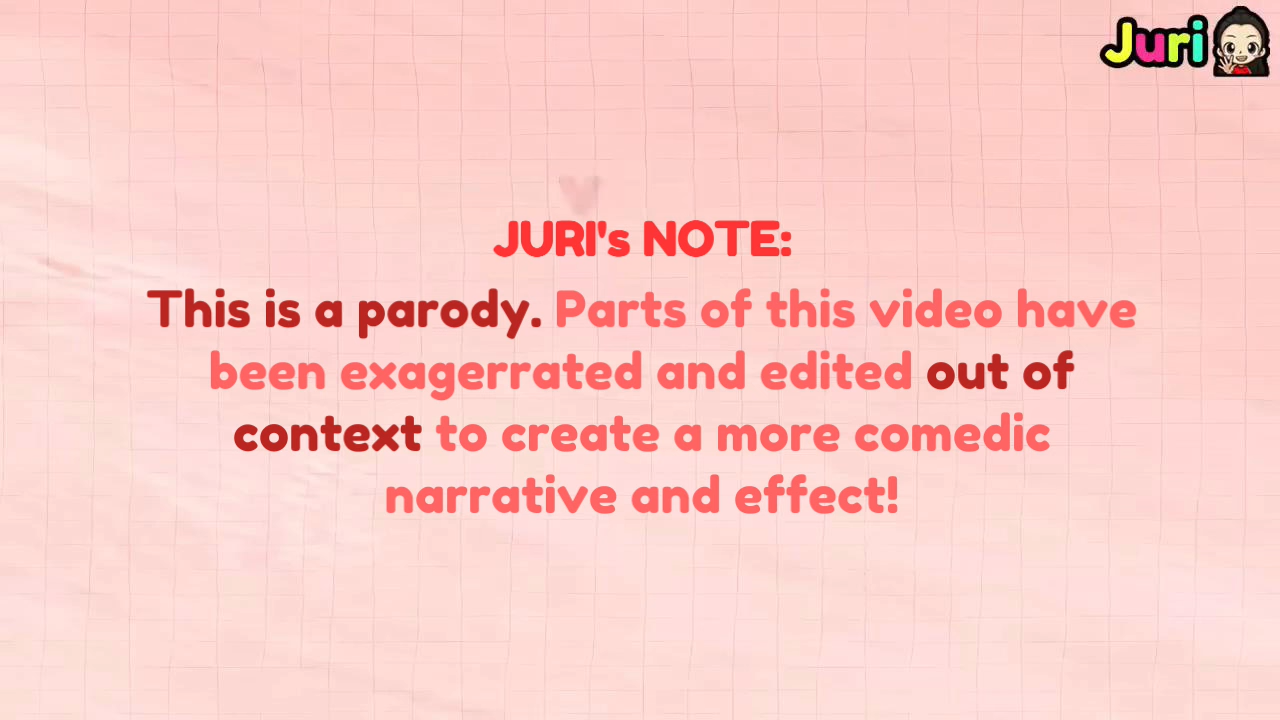 Juri
JURI's NOTE:
This is a parody. Parts of this video have
been exagerrated and edited out of
context to create a more comedic
narrative and effect!